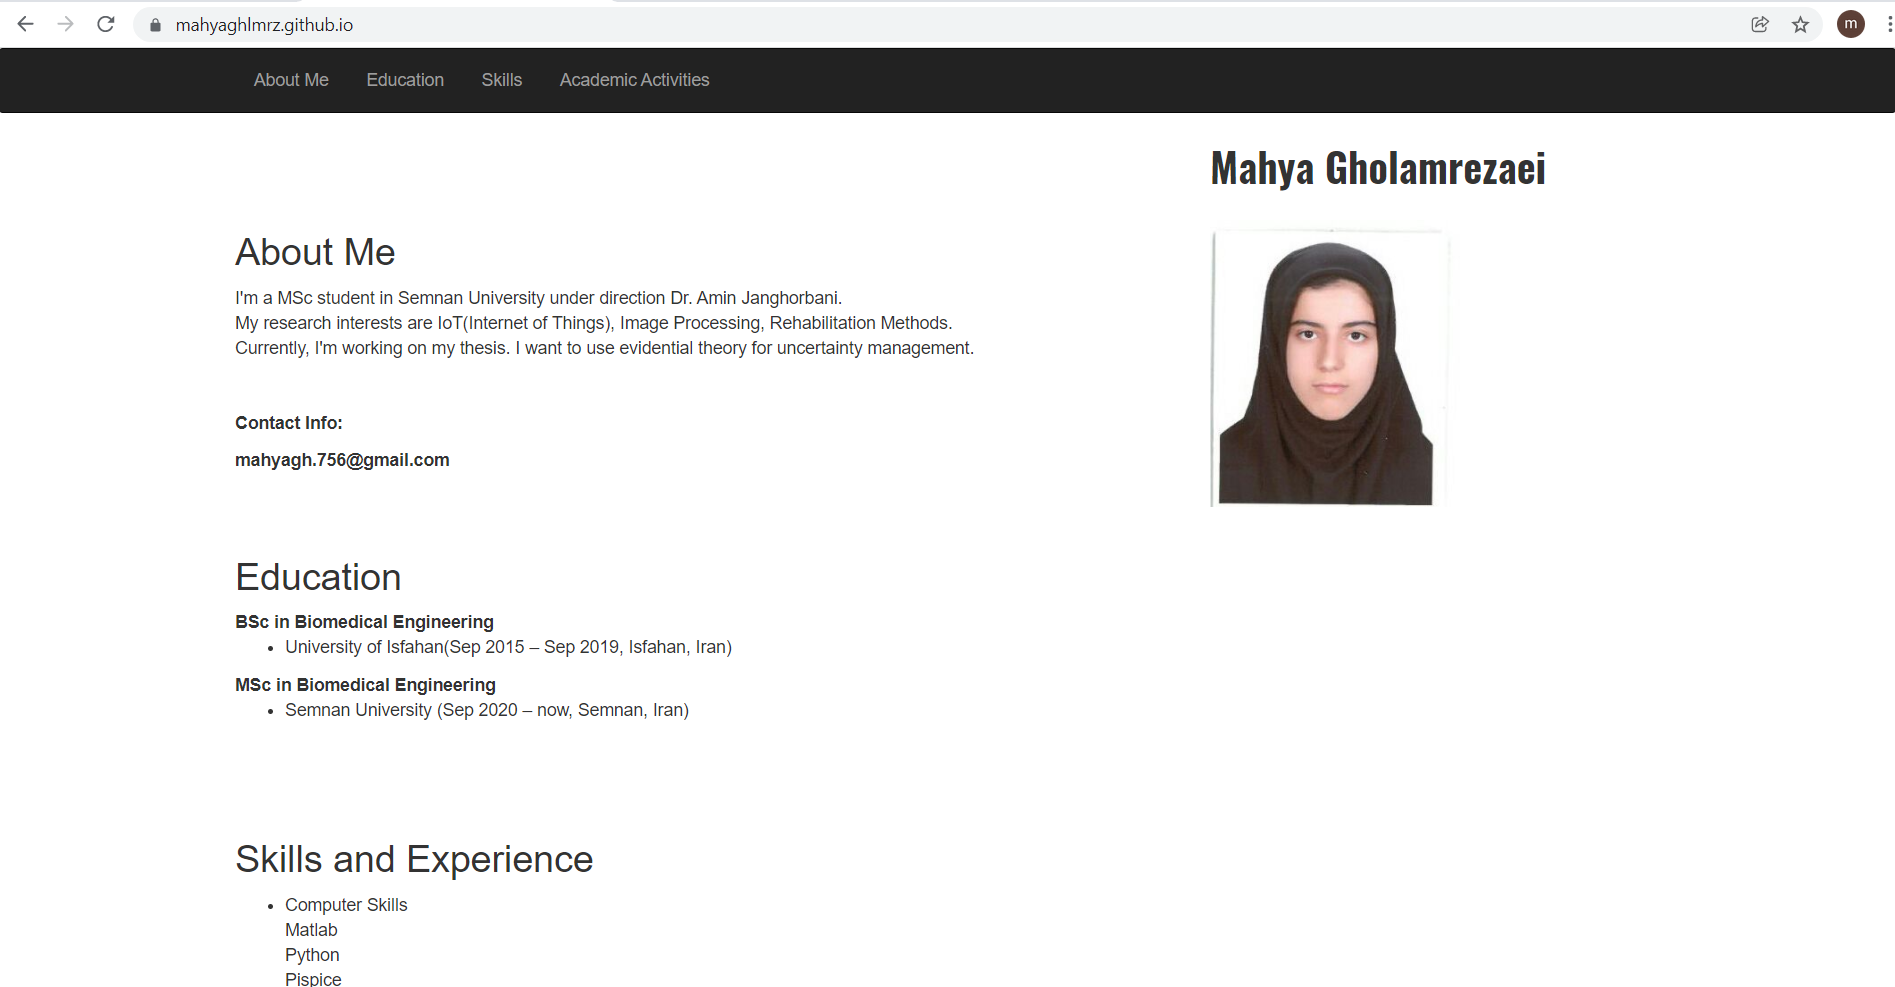 mahyaghlmrz.github.io
m
About Me Education Skills Academic Activities
Mahya Gholamrezaei
About Me
I'm a MSc student in Semnan University under direction Dr. Amin Janghorbani.
My research interests are IoT(Internet of Things), Image Processing, Rehabilitation Methods.
Currently, I'm working on my thesis. I want to use evidential theory for uncertainty management.
Contact Info:
mahyagh.756@gmail.com
Education
BSc in Biomedical Engineering
• University of Isfahan(Sep 2015 – Sep 2019, Isfahan, Iran)
MSc in Biomedical Engineering
• Semnan University (Sep 2020 – now, Semnan, Iran)
Skills and Experience
• Computer Skills
Matlab
Python
Pispice